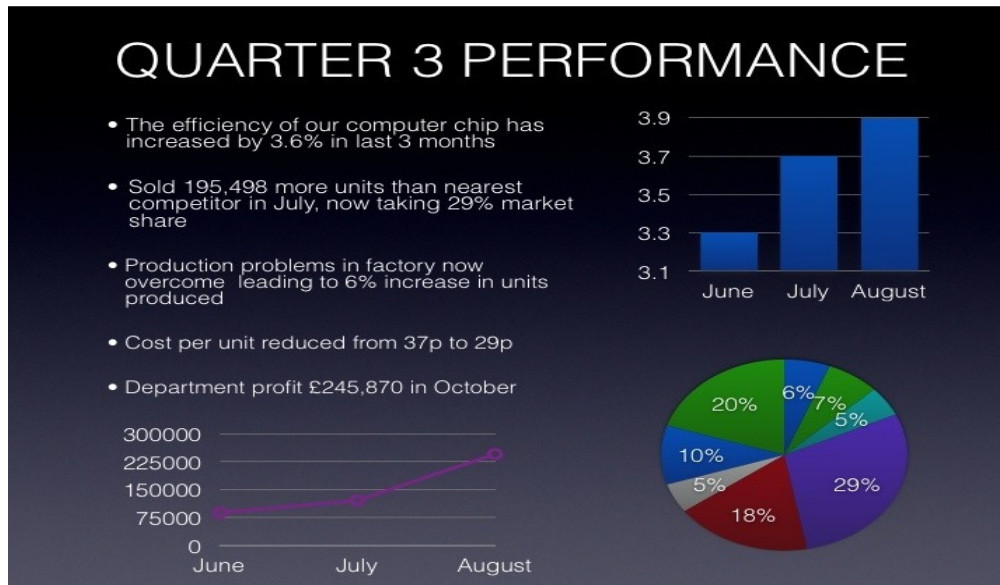 QUARTER 3 PERFORMANCE
• The efficiency of our computer chip has
increased by 3.6% in last 3 months
• Sold 195,498 more units than nearest
competitor in July, now taking 29% market
share
• Production problems in factory now
overcome leading to 6% increase in units
produced
• Cost per unit reduced from 37p to 29p
• Department profit £245,870 in October
300000
225000
150000
75000
0
June July August
3.9
3.7
3.5
3.3
3.1
June July August
6%
7%
5%
29%
18%
5%
10%
20%